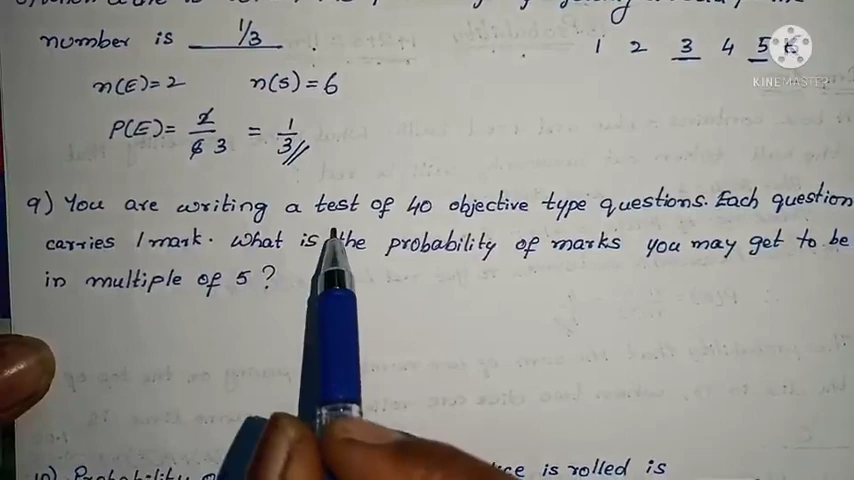 number is 1/3 .
1 2 3 4 5 6
KINEMASTER
n(E)=2 n(S)=6
P(E)= 2/6 3 = 1/3 //
9) You are writing a test of 40 objective type questions. Each question
carries 1 mark. What is the probability of marks you may get to be
in multiple of 5?
10) Probability is rolled is